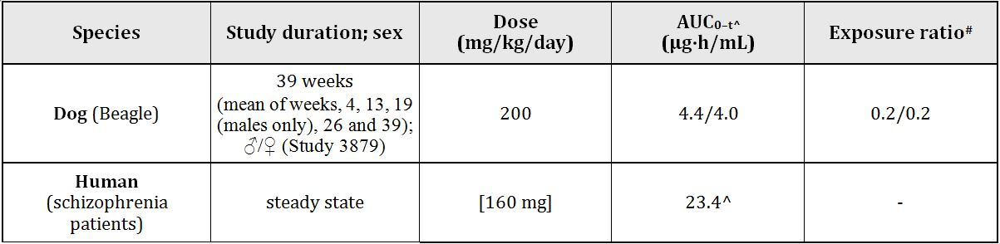 Species
Study duration; sex
Dose
(mg/kg/day)
AUC₀₋t^
(μg·h/mL)
Exposure ratio#
Dog (Beagle)
39 weeks
(mean of weeks, 4, 13, 19
(males only), 26 and 39);
♂/♀ (Study 3879)
200
4.4/4.0
0.2/0.2
Human
(schizophrenia
patients)
steady state
[160 mg]
23.4^
-